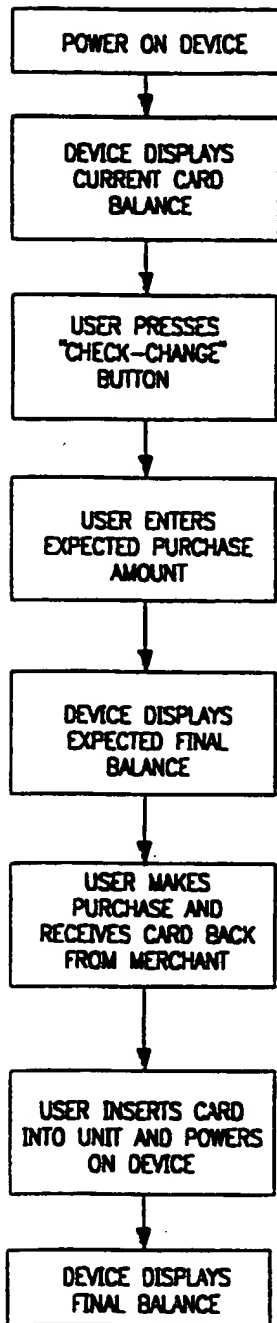 POWER ON DEVICE
DEVICE DISPLAYS
CURRENT CARD
BALANCE
USER PRESSES
"CHECK-CHANGE"
BUTTON
USER ENTERS
EXPECTED PURCHASE
AMOUNT
DEVICE DISPLAYS
EXPECTED FINAL
BALANCE
USER MAKES
PURCHASE AND
RECEIVES CARD BACK
FROM MERCHANT
USER INSERTS CARD
INTO UNIT AND POWERS
ON DEVICE
DEVICE DISPLAYS
FINAL BALANCE